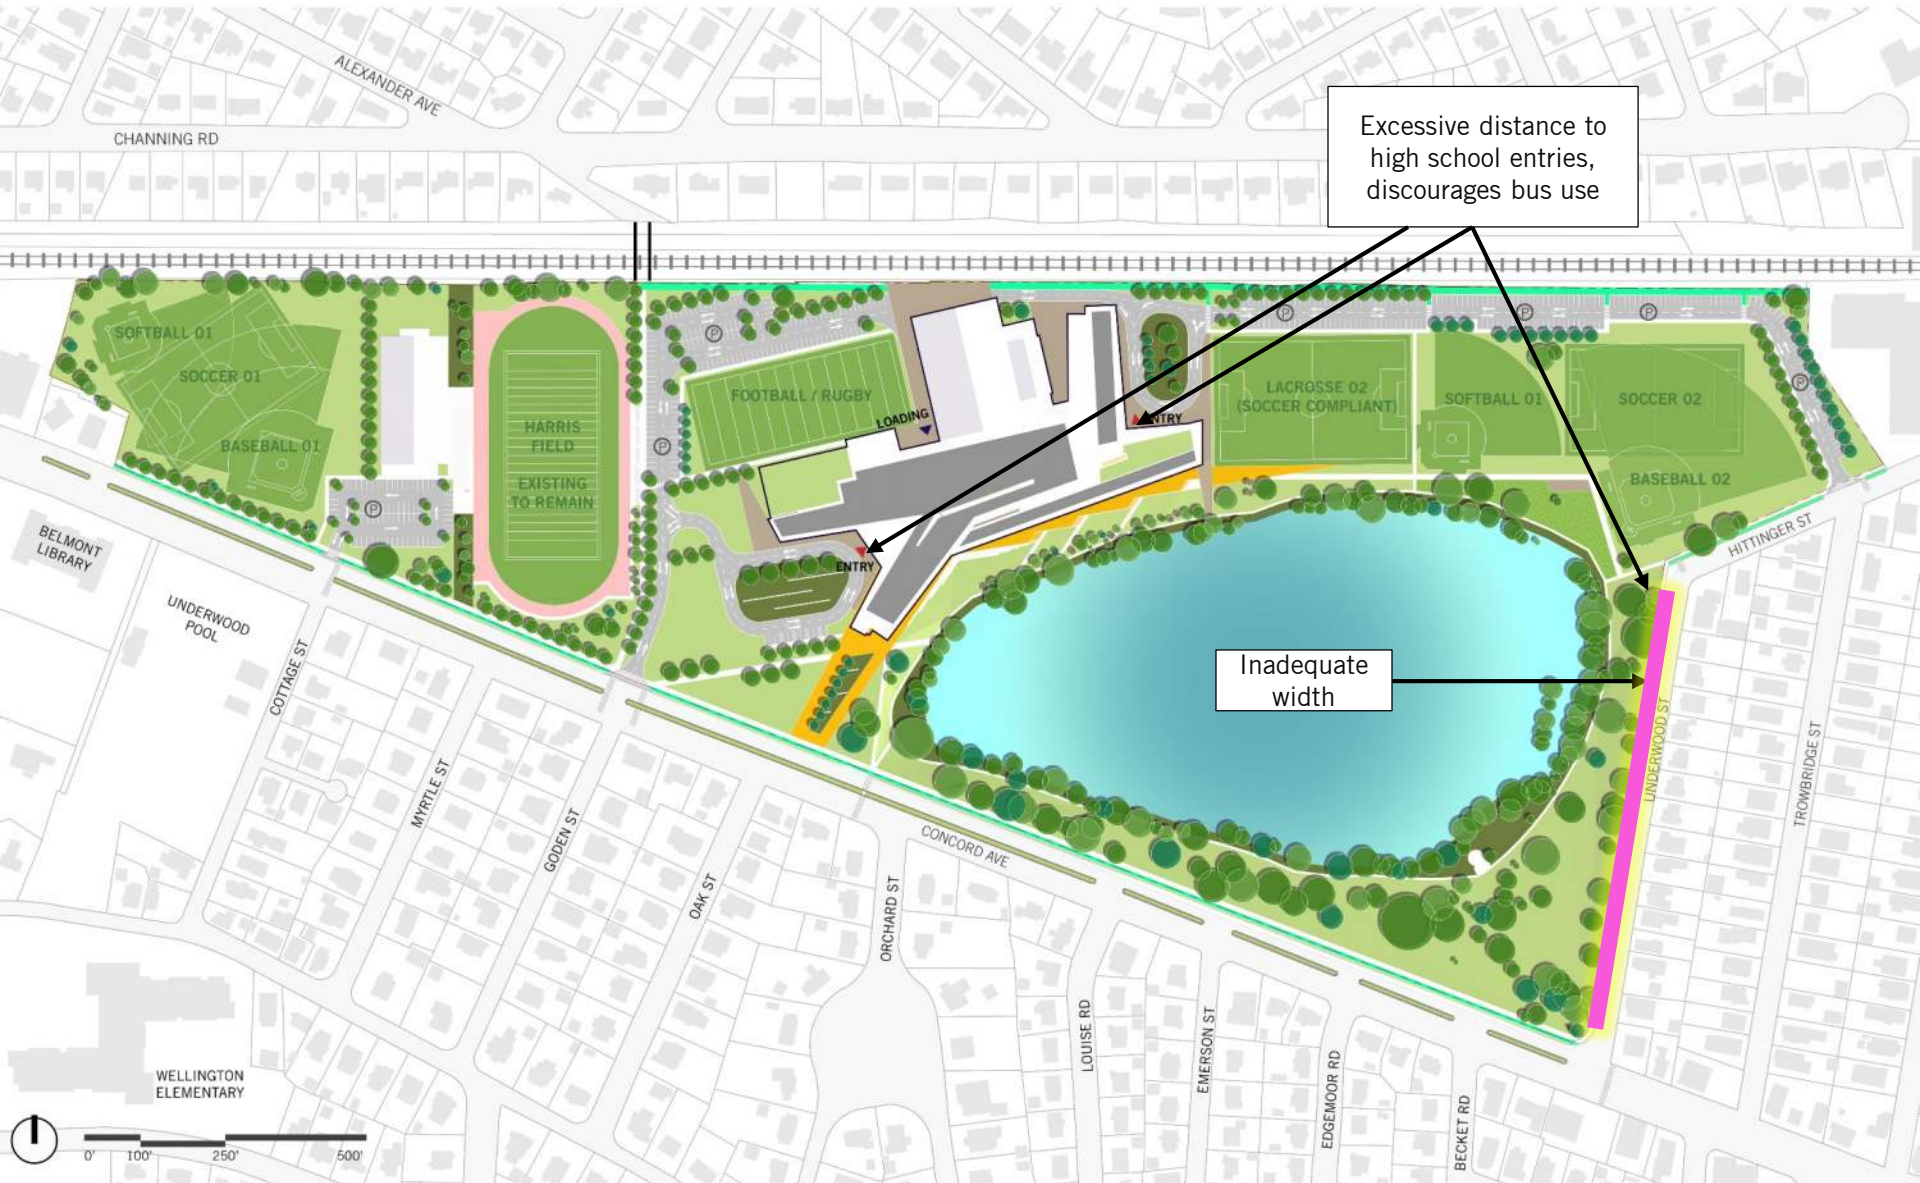 ALEXANDER AVE
CHANNING RD
Excessive distance to
high school entries,
discourages bus use
SOFTBALL 01
SOCCER 01
BASEBALL 01
P
HARRIS
FIELD
EXISTING
TO REMAIN
P
P
FOOTBALL / RUGBY
LOADING
ENTRY
ENTRY
P
P
P
P
LACROSSE 02
(SOCCER COMPLIANT)
SOFTBALL 01
SOCCER 02
BASEBALL 02
HITTINGER ST
BELMONT
LIBRARY
UNDERWOOD
POOL
Inadequate
width
UNDERWOOD ST
TROWBRIDGE ST
COTTAGE ST
MYRTLE ST
GODEN ST
OAK ST
ORCHARD ST
CONCORD AVE
LOUISE RD
EMERSON ST
EDGEMOOR RD
BECKET RD
WELLINGTON
ELEMENTARY
0' 100' 250' 500'